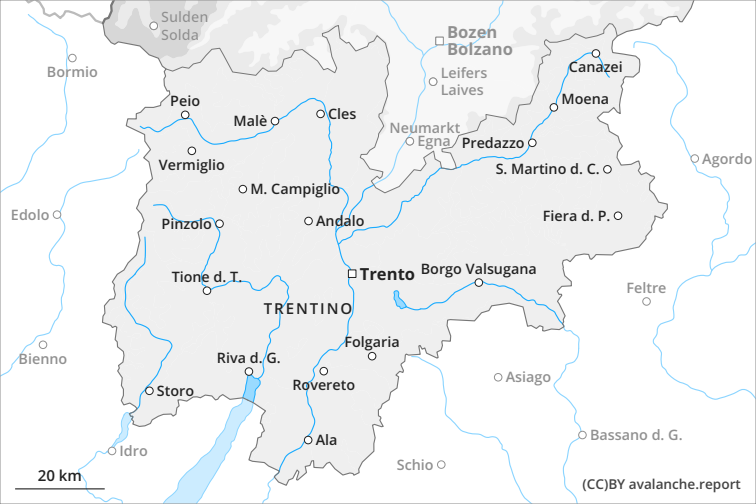 Sulden
Solda
Bozen
Bolzano
Bormio
Canazei
Leifers
Laives
Peio
Moena
Malè
Cles
Neumarkt
Egna
Predazzo
Vermiglio
Agordo
S. Martino d. C.
M. Campiglio
Edolo
Pinzolo
Andalo
Fiera d. P.
Tione d. T.
Trento
Borgo Valsugana
Feltre
TRENTINO
Folgaria
Bienno
Riva d. G.
Rovereto
Asiago
Storo
Ala
Bassano d. G.
Idro
Schio
20 km
(CC)BY avalanche.report